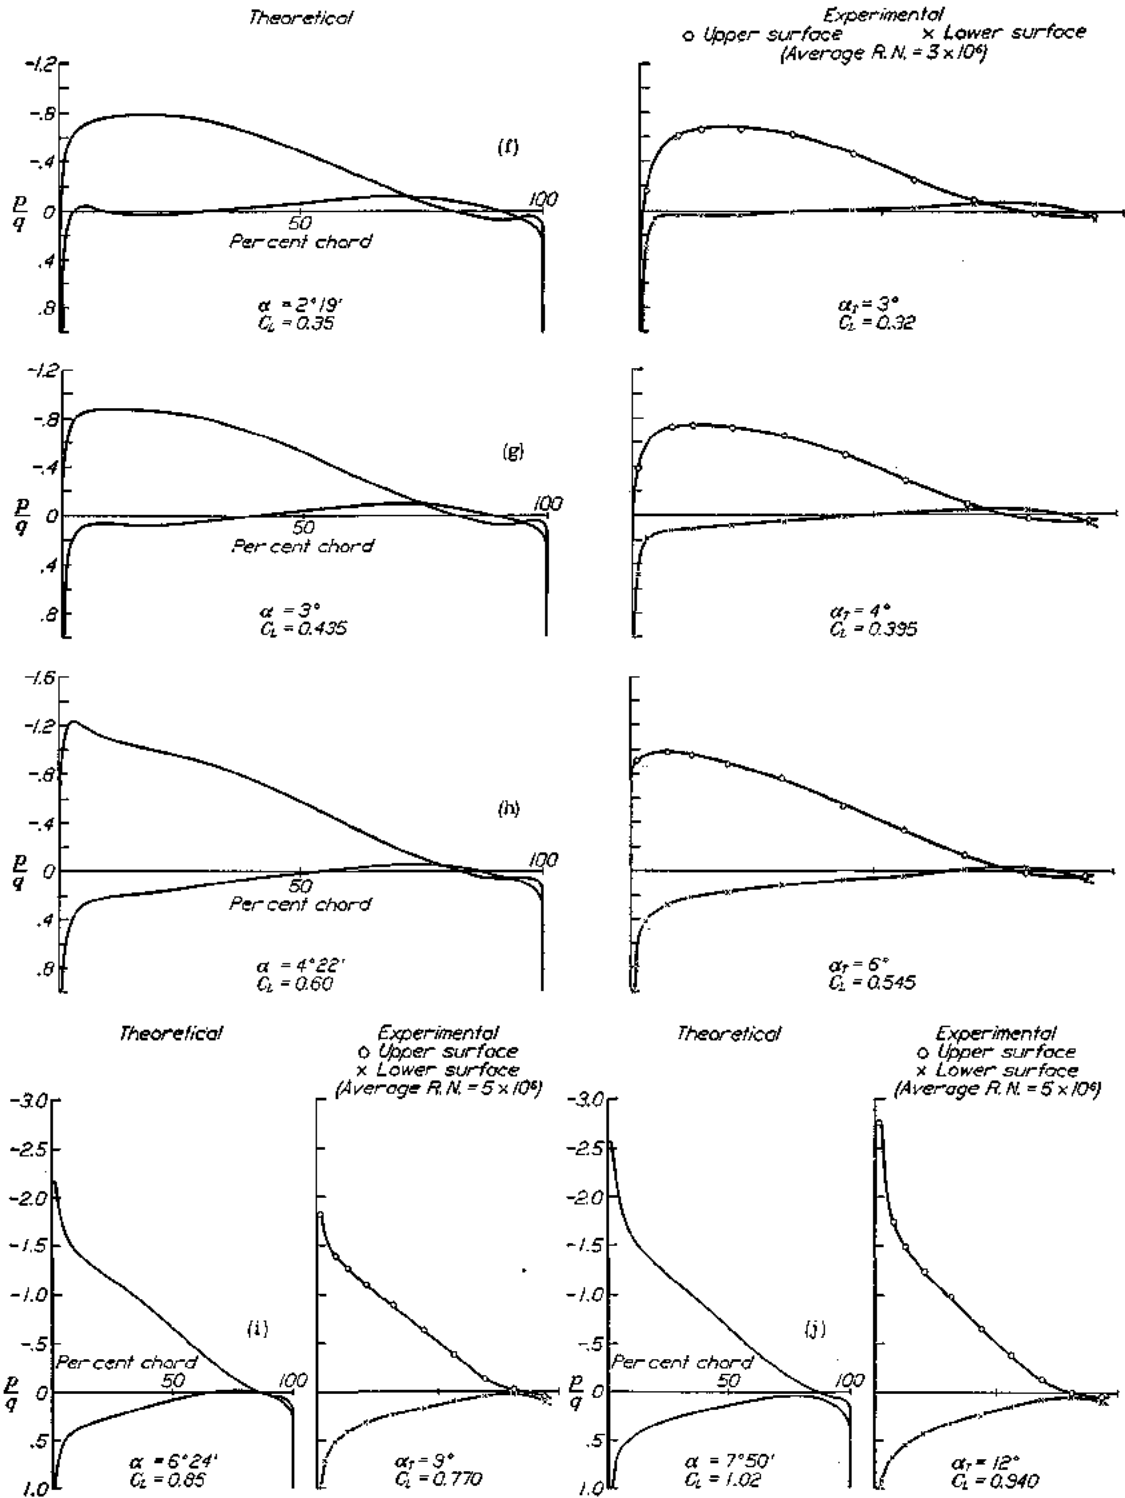 Theoretical
Experimental
○ Upper surface × Lower surface
(Average R.N. = 3 × 10⁶)
-1.2
-.8
-.4
p/q 0
.4
.8
(f)
50
100
Per cent chord
α = 2°19'
C_L = 0.35
α_T = 3°
C_L = 0.32
-1.2
-.8
-.4
p/q 0
.4
.8
(g)
50
100
Per cent chord
α = 3°
C_L = 0.435
α_T = 4°
C_L = 0.395
-1.6
-1.2
-.8
-.4
p/q 0
.4
.8
(h)
50
100
Per cent chord
α = 4°22'
C_L = 0.60
α_T = 6°
C_L = 0.545
Theoretical
Experimental
○ Upper surface
× Lower surface
(Average R.N. = 5 × 10⁶)
-3.0
-2.5
-2.0
-1.5
-1.0
-.5
p/q 0
.5
1.0
(i)
Per cent chord
50
100
α = 6°24'
C_L = 0.85
α_T = 9°
C_L = 0.770
Theoretical
Experimental
○ Upper surface
× Lower surface
(Average R.N. = 5 × 10⁶)
-3.0
-2.5
-2.0
-1.5
-1.0
-.5
p/q 0
.5
1.0
(j)
Per cent chord
50
100
α = 7°50'
C_L = 1.02
α_T = 12°
C_L = 0.940